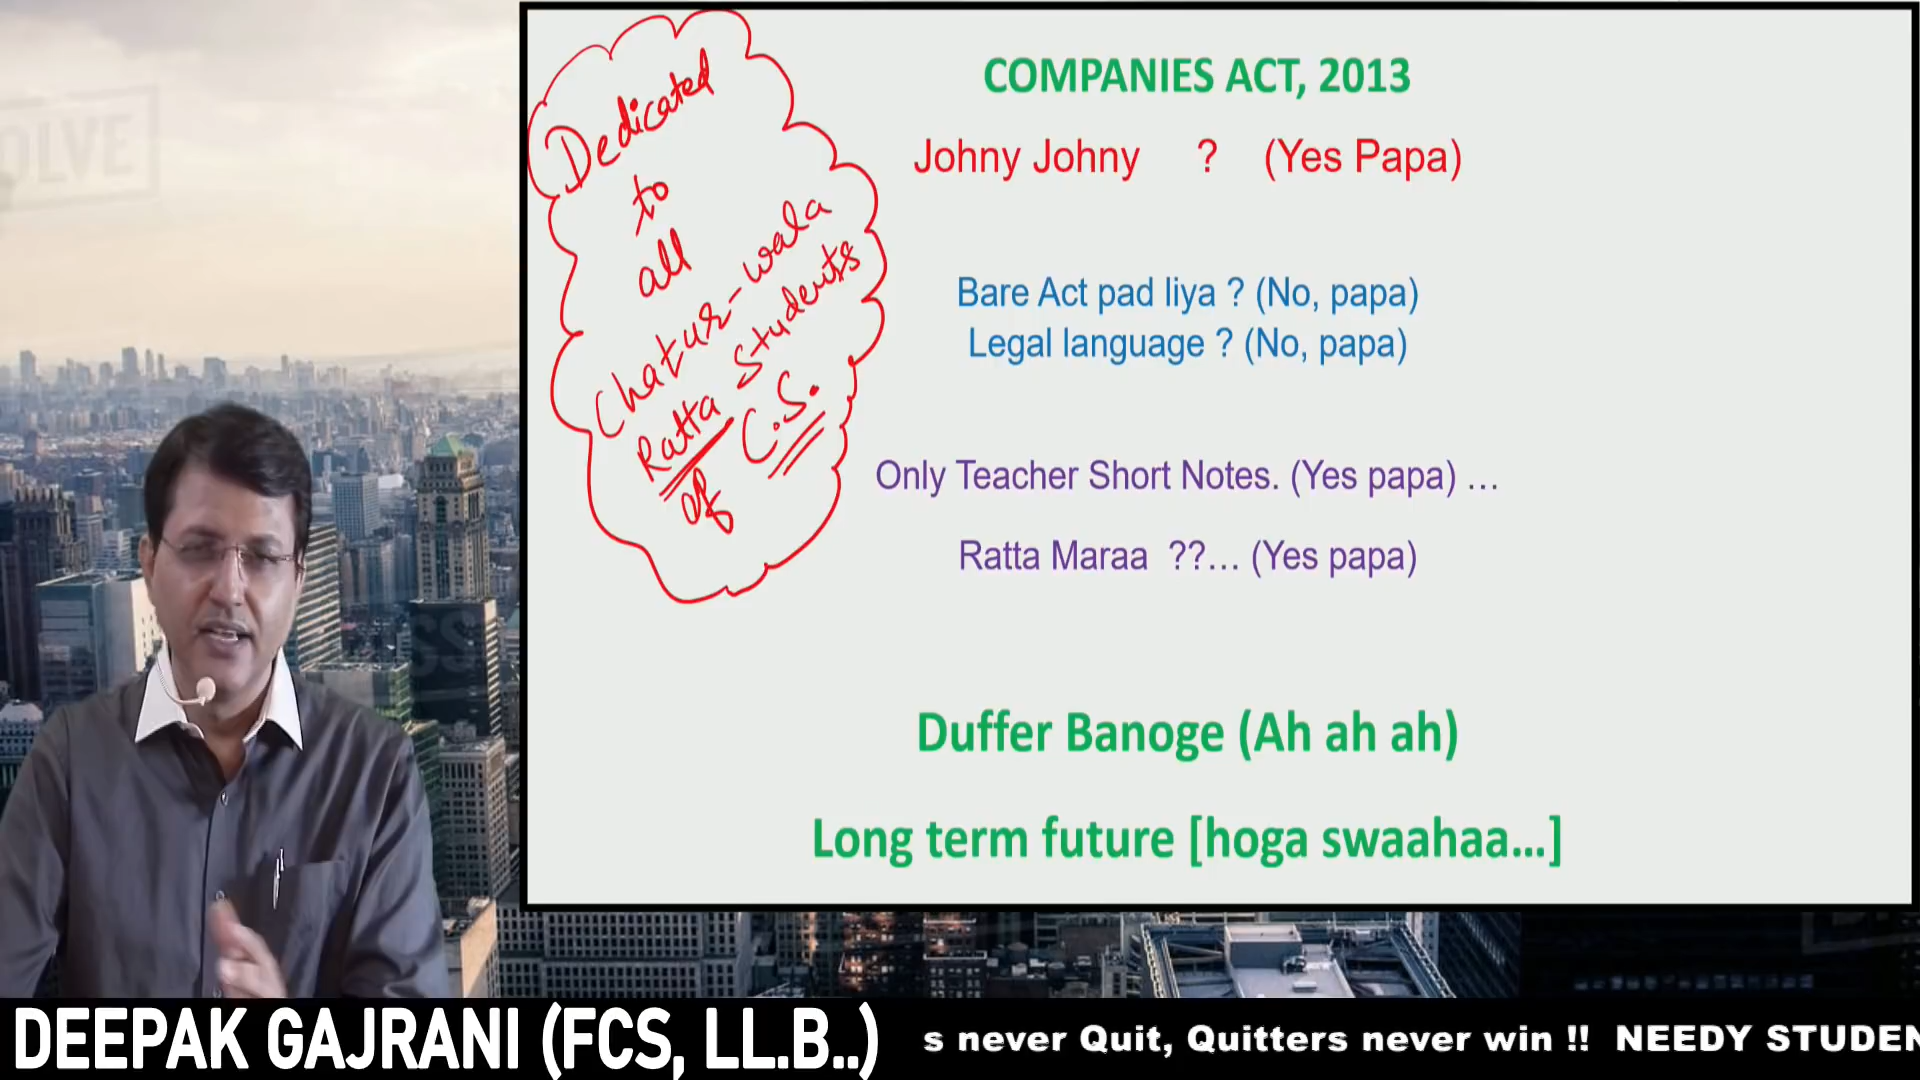 COMPANIES ACT, 2013
Johny Johny ? (Yes Papa)
Bare Act pad liya ? (No, papa)
Legal language ? (No, papa)
Only Teacher Short Notes. (Yes papa) …
Ratta Maraa ??… (Yes papa)
Duffer Banoge (Ah ah ah)
Long term future [hoga swaahaa...]
Dedicated
to
all
Chatur-wala
Ratta Students
of C.S.
OLVE
DEEPAK GAJRANI (FCS, LL.B..)
s never Quit, Quitters never win !! NEEDY STUDEN